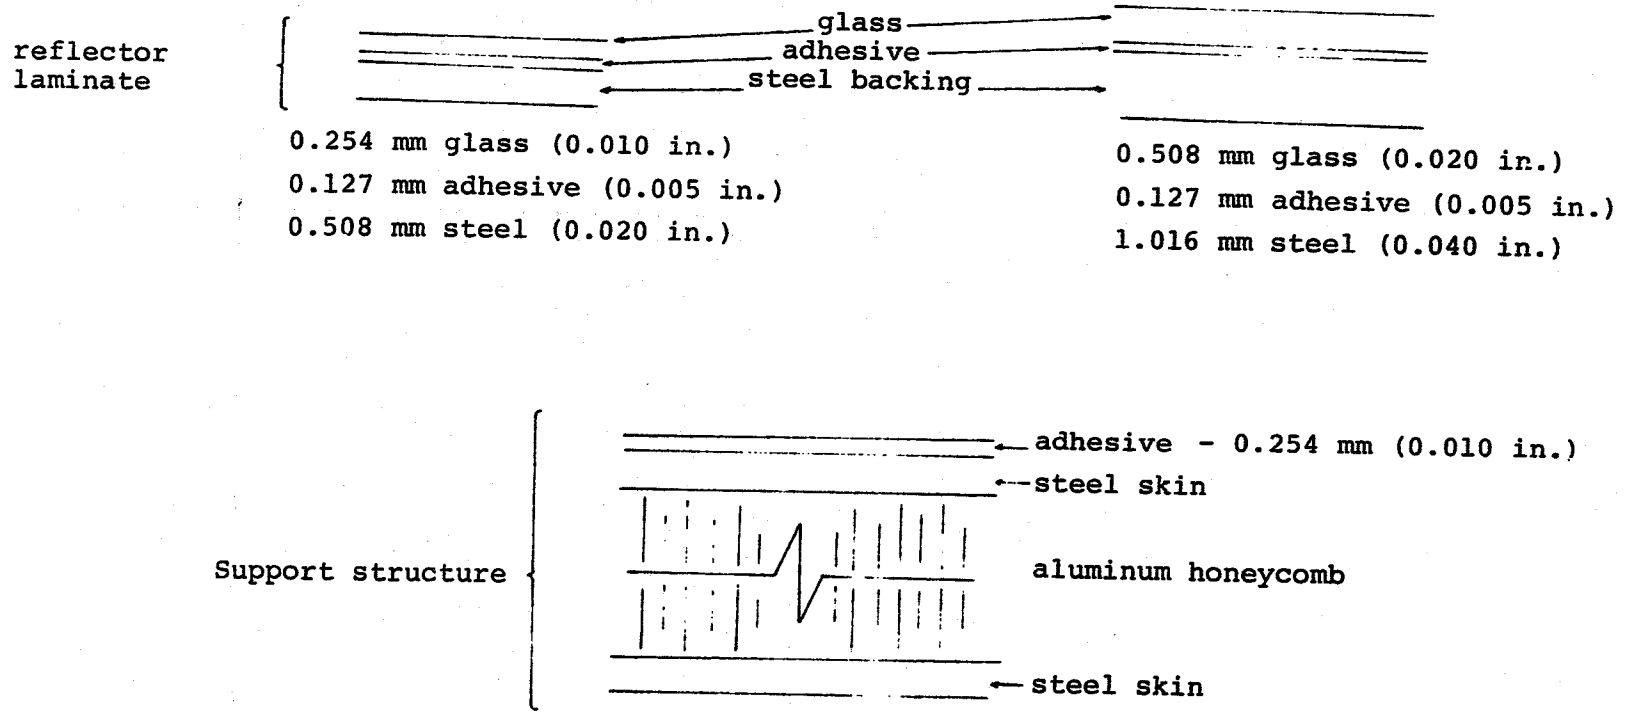 glass
reflector
laminate
adhesive
steel backing
0.254 mm glass (0.010 in.)
0.127 mm adhesive (0.005 in.)
0.508 mm steel (0.020 in.)
0.508 mm glass (0.020 in.)
0.127 mm adhesive (0.005 in.)
1.016 mm steel (0.040 in.)
adhesive - 0.254 mm (0.010 in.)
steel skin
Support structure
aluminum honeycomb
steel skin